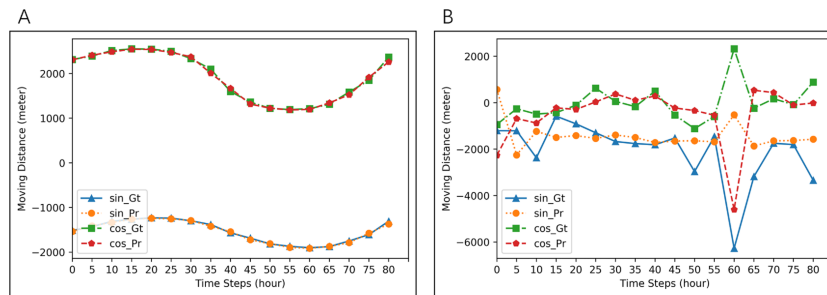 A
B
2000
1000
0
−1000
−2000
Moving Distance (meter)
sin_Gt
sin_Pr
cos_Gt
cos_Pr
0 5 10 15 20 25 30 35 40 45 50 55 60 65 70 75 80
Time Steps (hour)
2000
0
−2000
−4000
−6000
Moving Distance (meter)
sin_Gt
sin_Pr
cos_Gt
cos_Pr
0 5 10 15 20 25 30 35 40 45 50 55 60 65 70 75 80
Time Steps (hour)